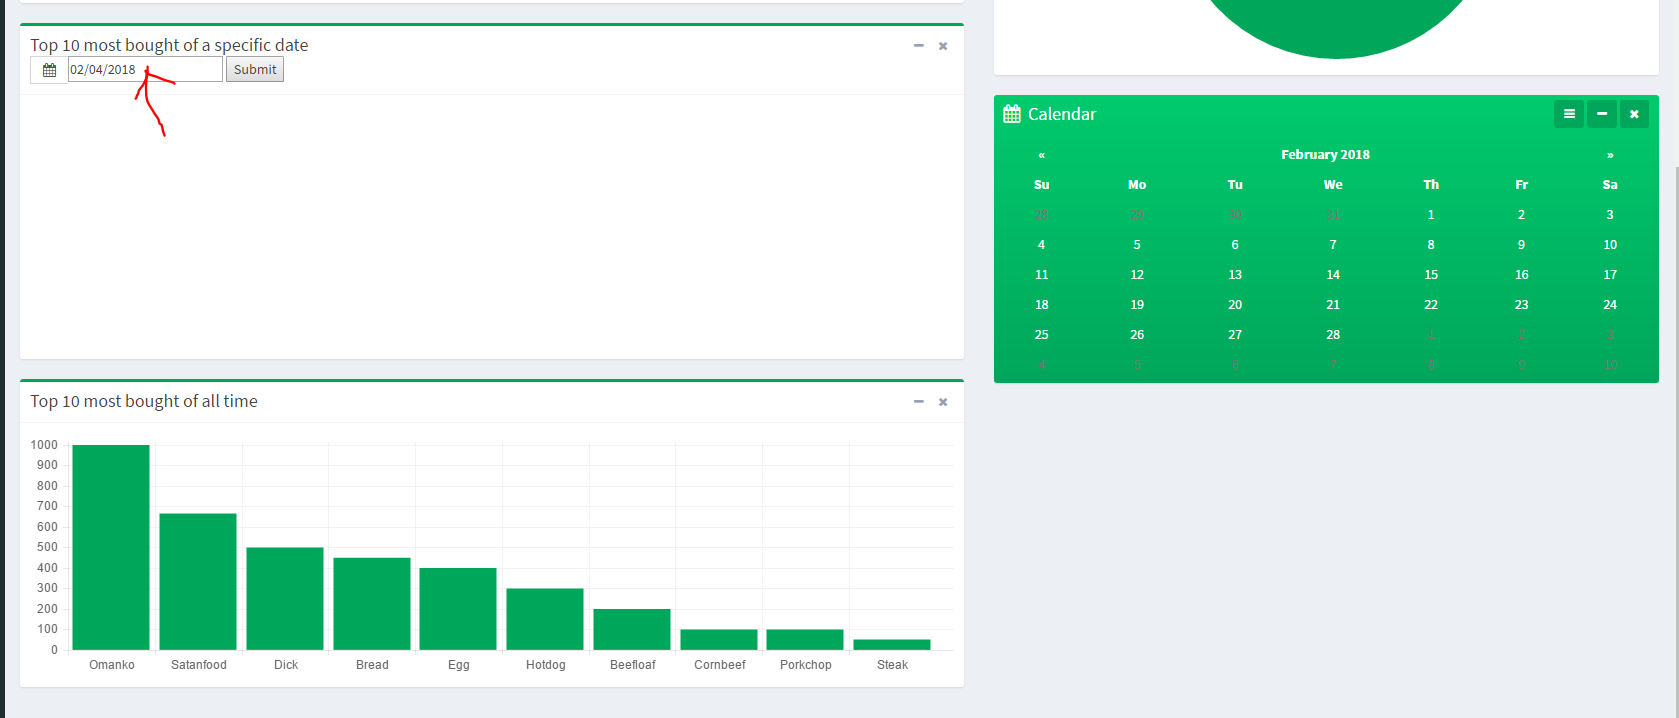 Top 10 most bought of a specific date
02/04/2018 Submit
Top 10 most bought of all time
1000
900
800
700
600
500
400
300
200
100
0
Omanko Satanfood Dick Bread Egg Hotdog Beefloaf Cornbeef Porkchop Steak
Calendar
« February 2018 »
Su Mo Tu We Th Fr Sa
28 29 30 31 1 2 3
4 5 6 7 8 9 10
11 12 13 14 15 16 17
18 19 20 21 22 23 24
25 26 27 28 1 2 3
4 5 6 7 8 9 10